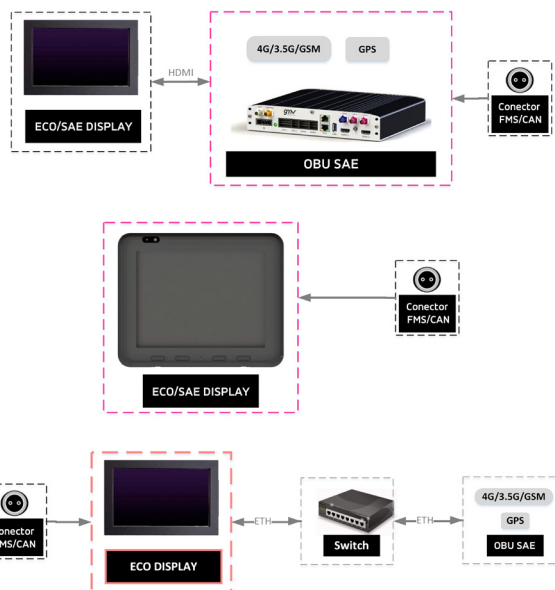 4G/3.5G/GSM
GPS
HDMI
gmv
Conector
FMS/CAN
ECO/SAE DISPLAY
OBU SAE
Conector
FMS/CAN
ECO/SAE DISPLAY
4G/3.5G/GSM
GPS
ETH
ETH
onector
MS/CAN
Switch
OBU SAE
ECO DISPLAY